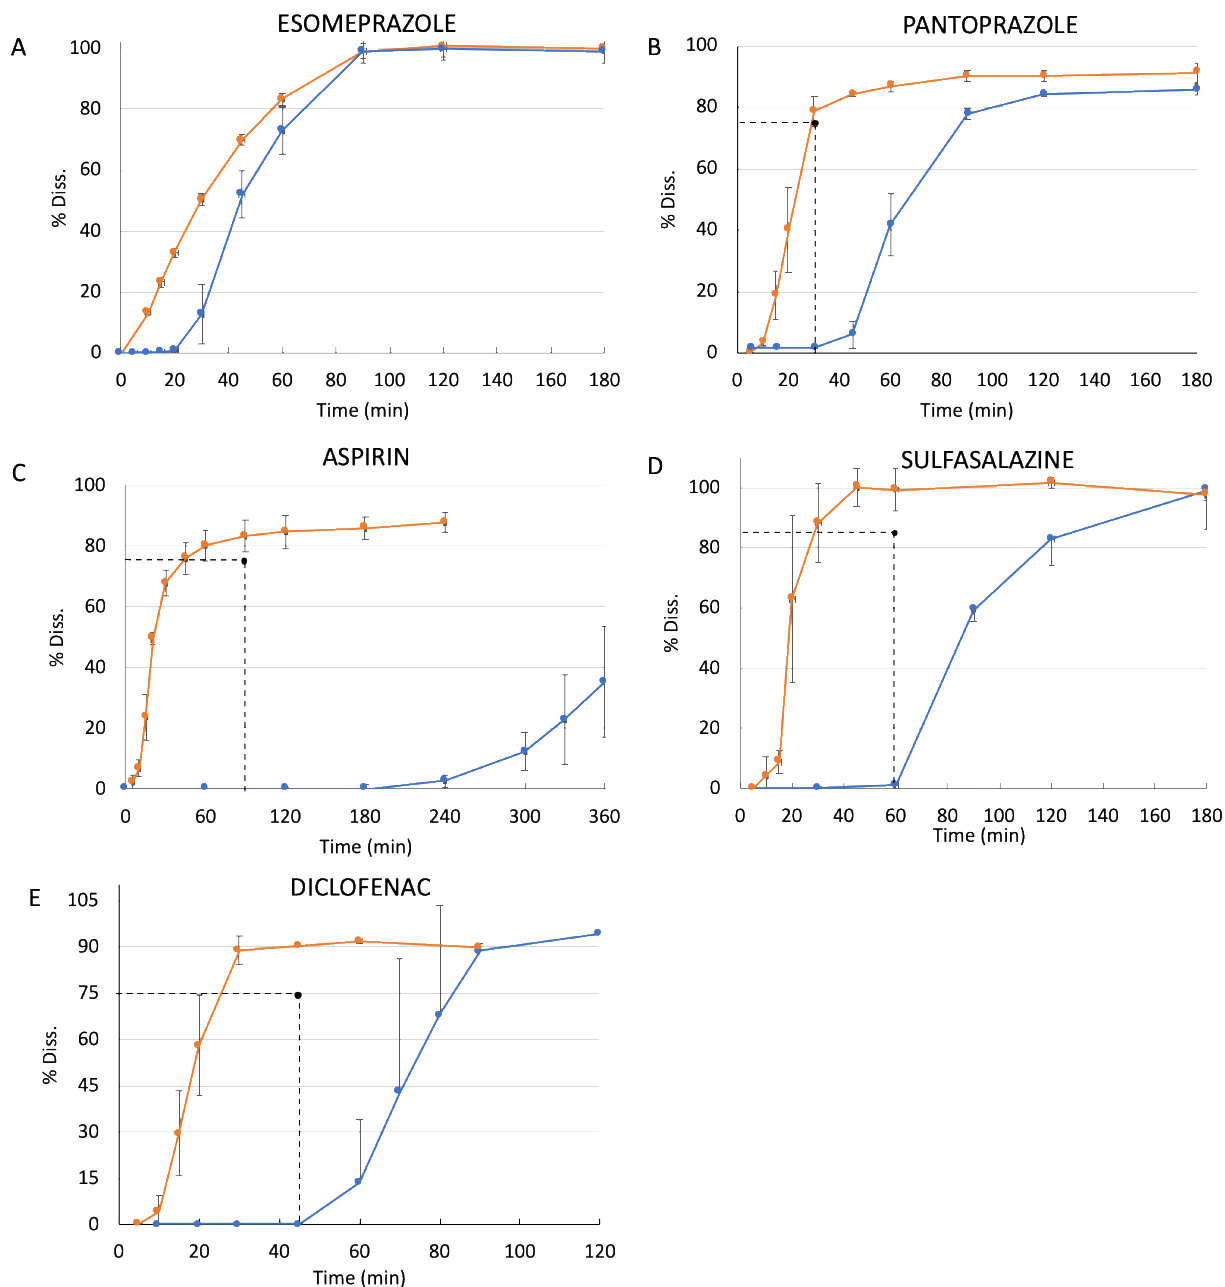 A
ESOMEPRAZOLE
% Diss.
100
80
60
40
20
0
0 20 40 60 80 100 120 140 160 180
Time (min)
B
PANTOPRAZOLE
% Diss.
100
80
60
40
20
0
0 20 40 60 80 100 120 140 160 180
Time (min)
C
ASPIRIN
% Diss.
100
80
60
40
20
0
0 60 120 180 240 300 360
Time (min)
D
SULFASALAZINE
% Diss.
100
80
60
40
20
0
0 20 40 60 80 100 120 140 160 180
Time (min)
E
DICLOFENAC
% Diss.
105
90
75
60
45
30
15
0
0 20 40 60 80 100 120
Time (min)